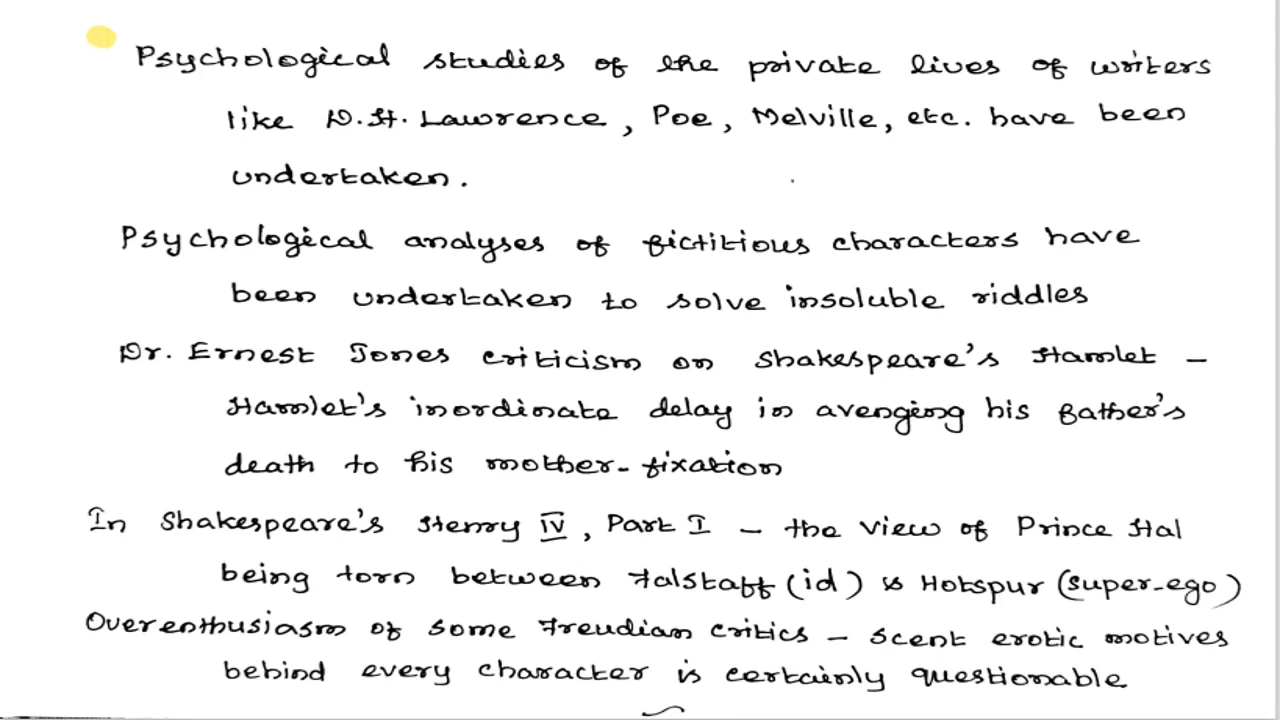 Psychological studies of the private lives of writers
like D.H. Lawrence, Poe, Melville, etc. have been
undertaken.
Psychological analyses of fictitious characters have
been undertaken to solve insoluble riddles
Dr. Ernest Jones criticism on Shakespeare's Hamlet –
Hamlet's inordinate delay in avenging his father's
death to his mother-fixation
In Shakespeare's Henry IV, Part I – the view of Prince Hal
being torn between Falstaff (id) & Hotspur (super-ego)
Overenthusiasm of some Freudian critics – scent erotic motives
behind every character is certainly questionable